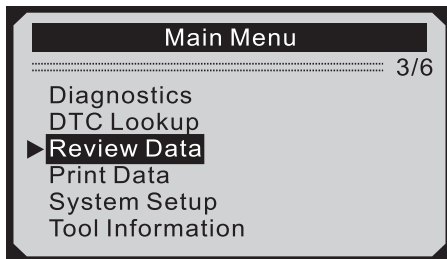 Main Menu
3/6
Diagnostics
DTC Lookup
Review Data
Print Data
System Setup
Tool Information